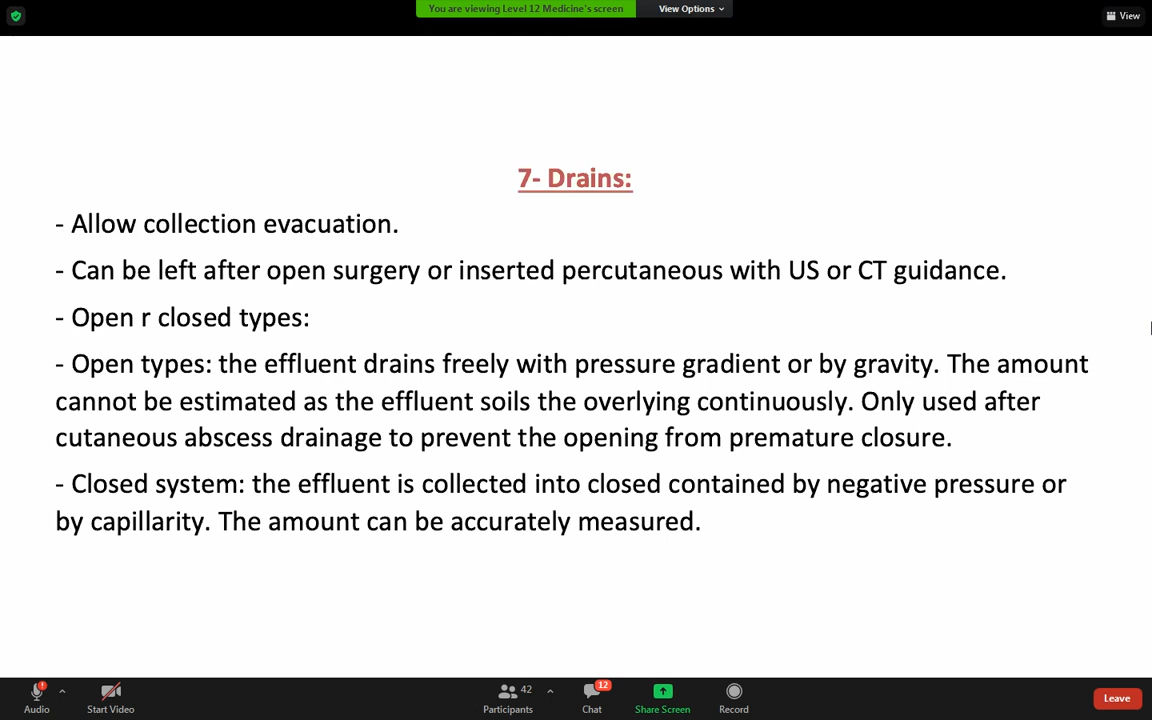 You are viewing Level 12 Medicine's screen
View Options
View
7- Drains:
- Allow collection evacuation.
- Can be left after open surgery or inserted percutaneous with US or CT guidance.
- Open r closed types:
- Open types: the effluent drains freely with pressure gradient or by gravity. The amount
cannot be estimated as the effluent soils the overlying continuously. Only used after
cutaneous abscess drainage to prevent the opening from premature closure.
- Closed system: the effluent is collected into closed contained by negative pressure or
by capillarity. The amount can be accurately measured.
42
12
Audio
Start Video
Participants
Chat
Share Screen
Record
Leave